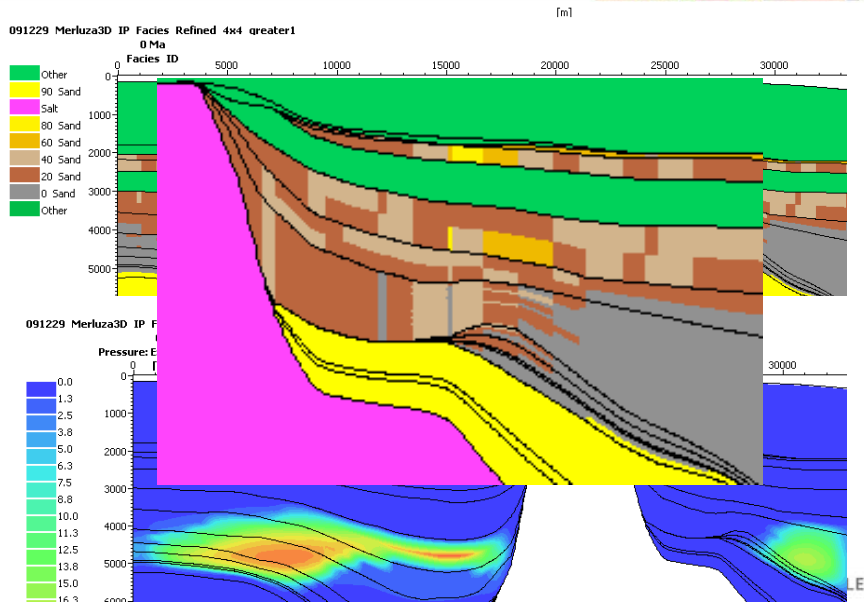 [m]
091229 Merluza3D IP Facies Refined 4x4 greater1
0 Ma
Facies ID
0 5000 10000 15000 20000 25000 30000
Other
90 Sand
Salt
80 Sand
60 Sand
40 Sand
20 Sand
0 Sand
Other
0
1000
2000
3000
4000
5000
091229 Merluza3D IP F
Pressure: E
30000
0.0
1.3
2.5
3.8
5.0
6.3
7.5
8.8
10.0
11.3
12.5
13.8
15.0
16.3
0
1000
2000
3000
4000
5000
6000
LE